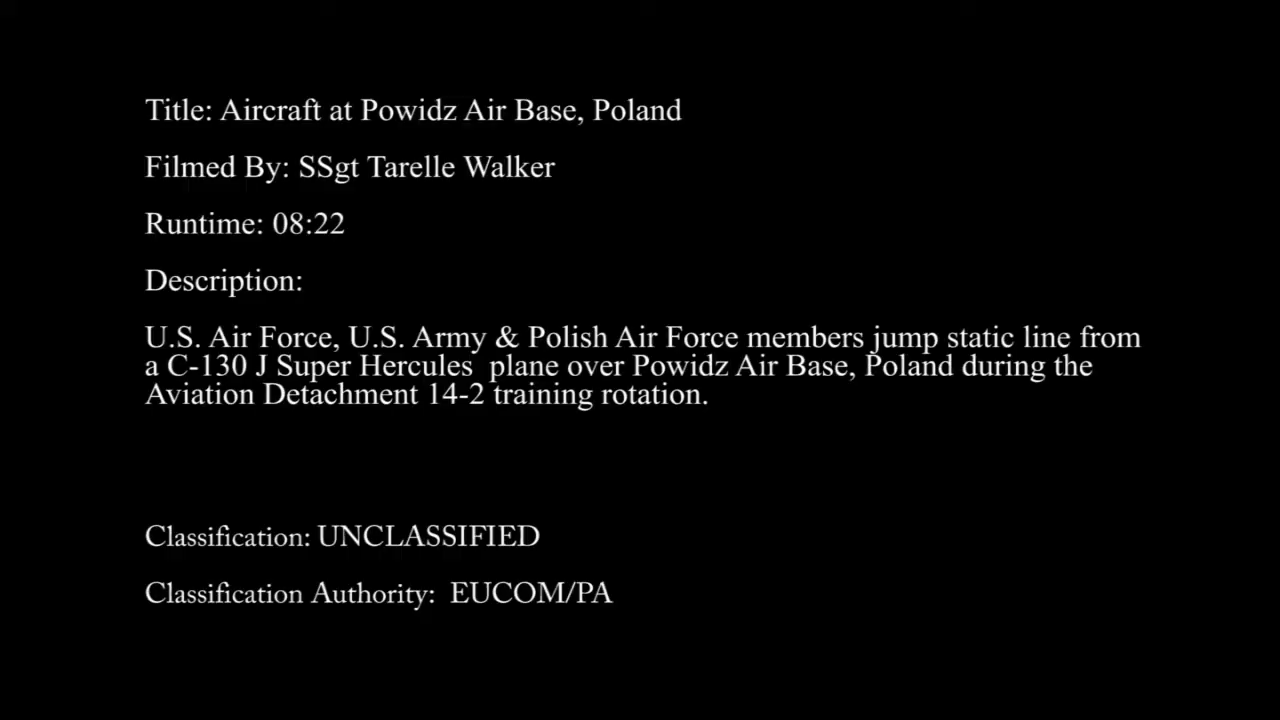 Title: Aircraft at Powidz Air Base, Poland
Filmed By: SSgt Tarelle Walker
Runtime: 08:22
Description:
U.S. Air Force, U.S. Army & Polish Air Force members jump static line from
a C-130 J Super Hercules  plane over Powidz Air Base, Poland during the
Aviation Detachment 14-2 training rotation.
Classification: UNCLASSIFIED
Classification Authority:  EUCOM/PA